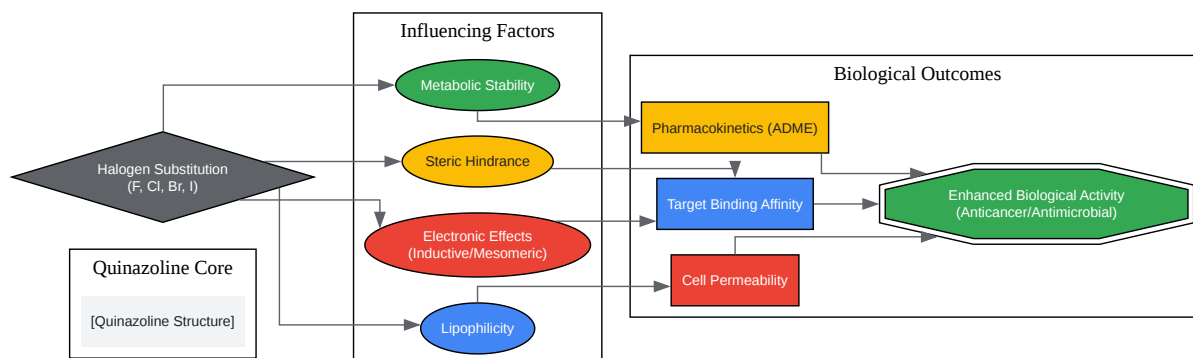 Influencing Factors
Metabolic Stability
Steric Hindrance
Electronic Effects
(Inductive/Mesomeric)
Lipophilicity
Biological Outcomes
Pharmacokinetics (ADME)
Target Binding Affinity
Cell Permeability
Enhanced Biological Activity
(Anticancer/Antimicrobial)
Halogen Substitution
(F, Cl, Br, I)
Quinazoline Core
[Quinazoline Structure]